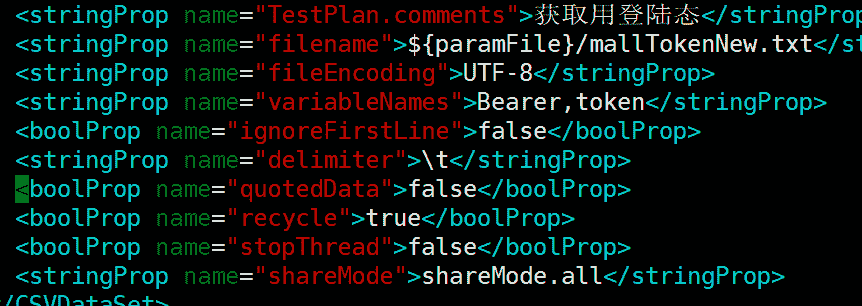 <stringProp name="TestPlan.comments">获取用登陆态</stringProp
<stringProp name="filename">${paramFile}/mallTokenNew.txt</st
<stringProp name="fileEncoding">UTF-8</stringProp>
<stringProp name="variableNames">Bearer,token</stringProp>
<boolProp name="ignoreFirstLine">false</boolProp>
<stringProp name="delimiter">\t</stringProp>
<boolProp name="quotedData">false</boolProp>
<boolProp name="recycle">true</boolProp>
<boolProp name="stopThread">false</boolProp>
<stringProp name="shareMode">shareMode.all</stringProp>
</CSVDataSet>